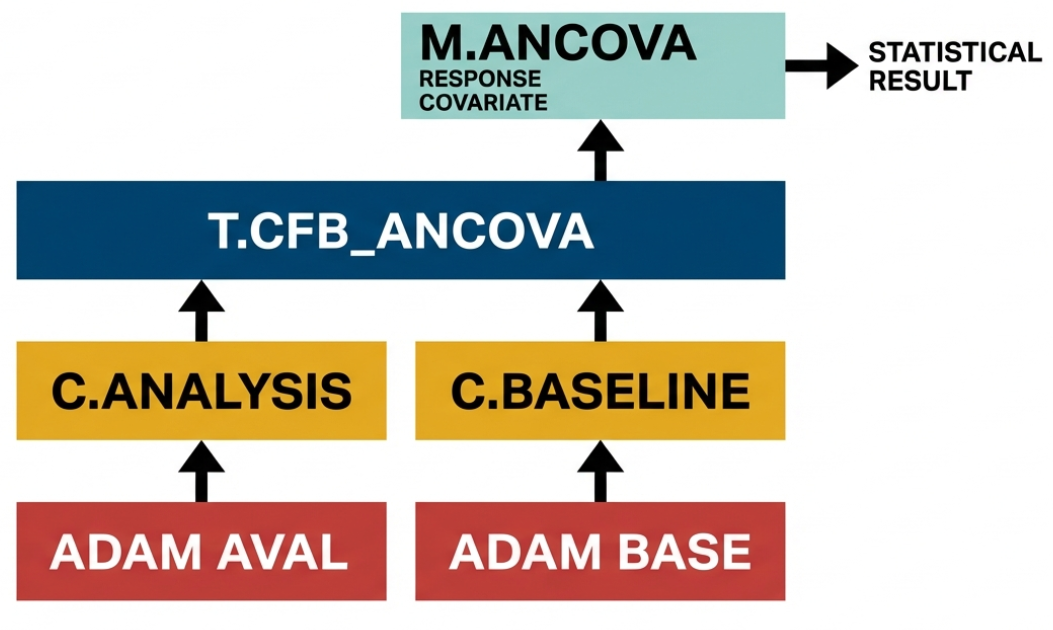 M.ANCOVA
RESPONSE
COVARIATE
STATISTICAL
RESULT
T.CFB_ANCOVA
C.ANALYSIS
C.BASELINE
ADAM AVAL
ADAM BASE